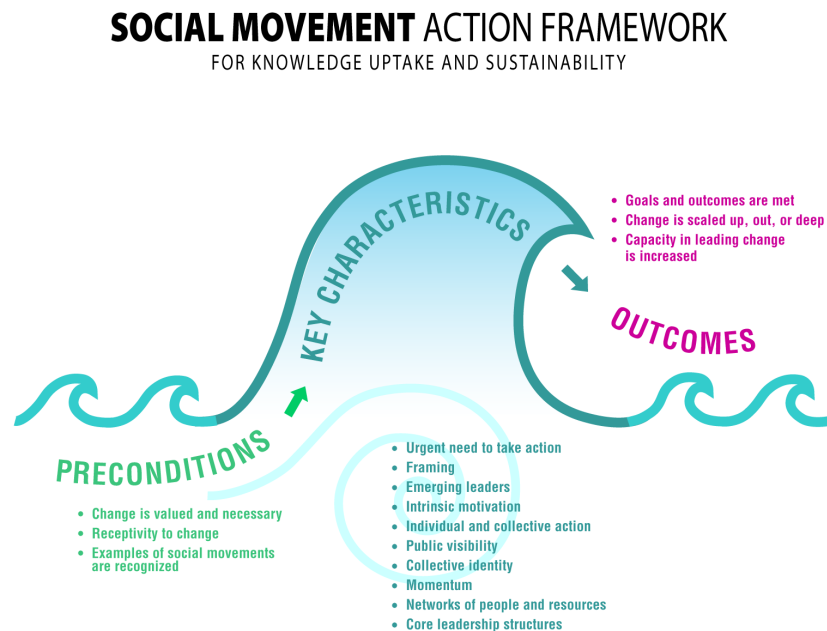 SOCIAL MOVEMENT ACTION FRAMEWORK
FOR KNOWLEDGE UPTAKE AND SUSTAINABILITY
KEY CHARACTERISTICS
• Goals and outcomes are met
• Change is scaled up, out, or deep
• Capacity in leading change
is increased
OUTCOMES
PRECONDITIONS
• Change is valued and necessary
• Receptivity to change
• Examples of social movements
are recognized
• Urgent need to take action
• Framing
• Emerging leaders
• Intrinsic motivation
• Individual and collective action
• Public visibility
• Collective identity
• Momentum
• Networks of people and resources
• Core leadership structures